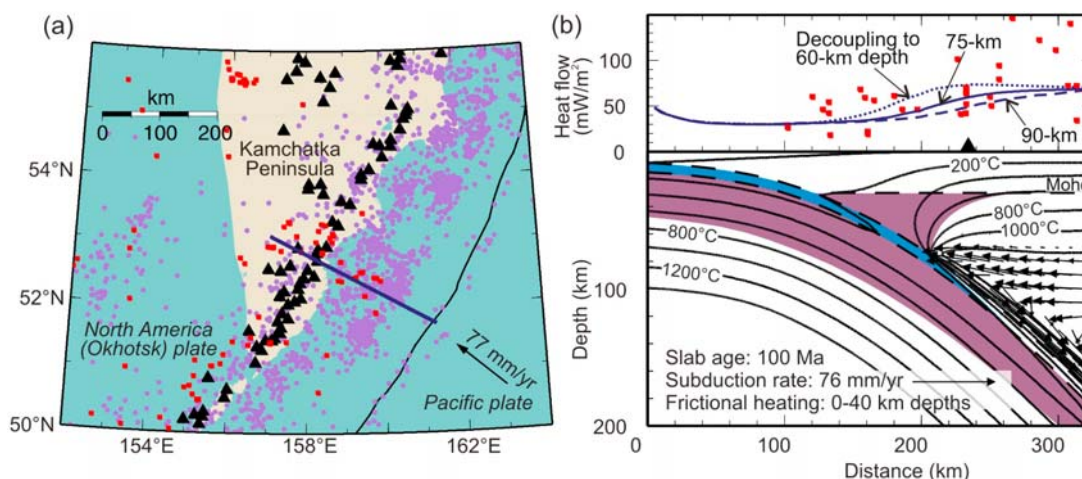 (a)
km
0 50 100 200
Kamchatka
Peninsula
54°N
52°N
50°N
North America
(Okhotsk) plate
77 mm/yr
Pacific plate
154°E 158°E 162°E
(b)
Heat flow
(mW/m²)
100
50
0
Decoupling to
60-km depth
75-km
90-km
Depth (km)
100
200
200°C
Moho
800°C
1000°C
800°C
1200°C
Slab age: 100 Ma
Subduction rate: 76 mm/yr
Frictional heating: 0-40 km depths
0 100 200 300
Distance (km)